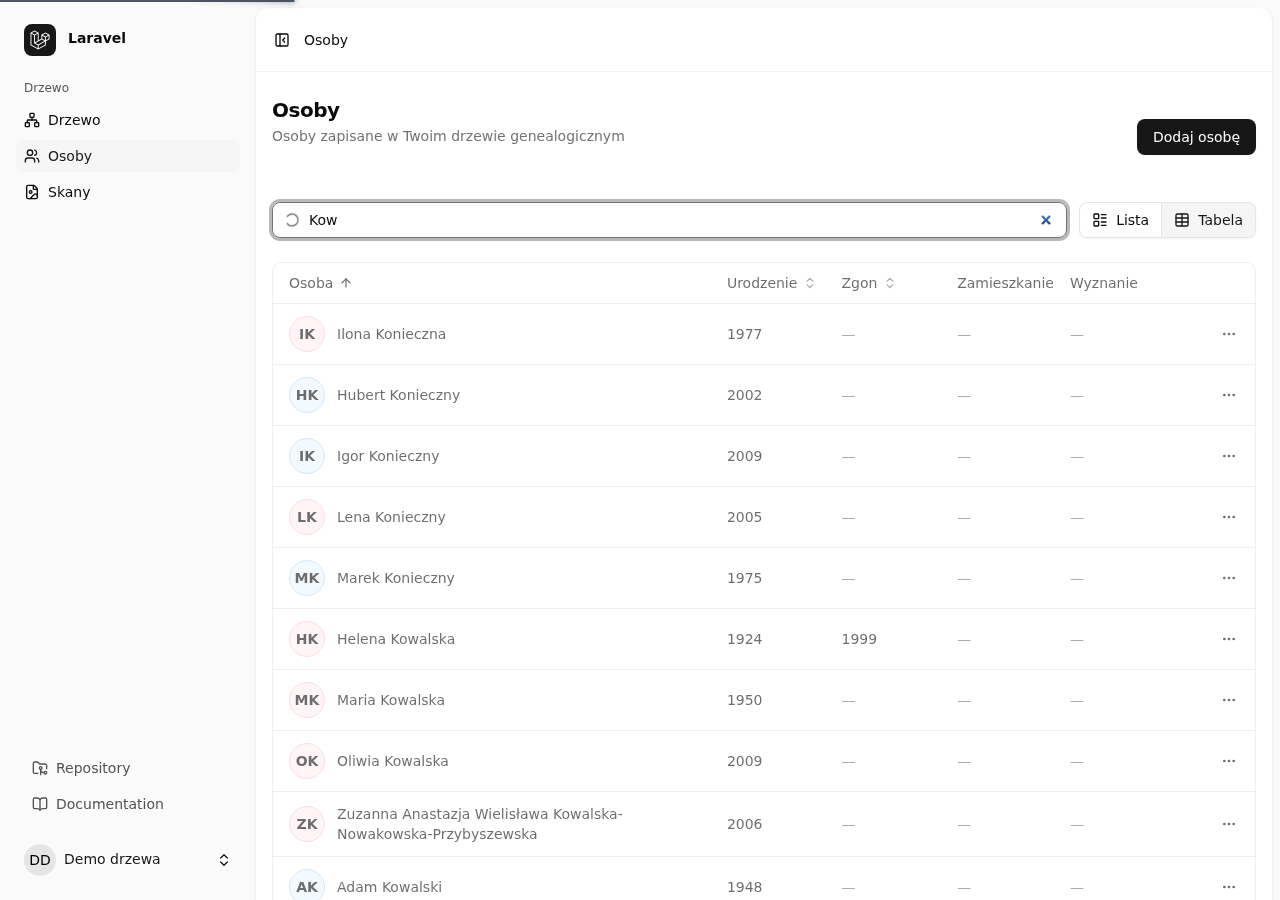 Laravel
Osoby
Drzewo
Drzewo
Osoby
Skany
Osoby
Osoby zapisane w Twoim drzewie genealogicznym
Dodaj osobę
Kow
Lista
Tabela
Osoba Urodzenie Zgon Zamieszkanie Wyznanie
IK Ilona Konieczna 1977 — — —
HK Hubert Konieczny 2002 — — —
IK Igor Konieczny 2009 — — —
LK Lena Konieczny 2005 — — —
MK Marek Konieczny 1975 — — —
HK Helena Kowalska 1924 1999 — —
MK Maria Kowalska 1950 — — —
OK Oliwia Kowalska 2009 — — —
ZK Zuzanna Anastazja Wielisława Kowalska-
Nowakowska-Przybyszewska 2006 — — —
AK Adam Kowalski 1948 — — —
Repository
Documentation
DD Demo drzewa